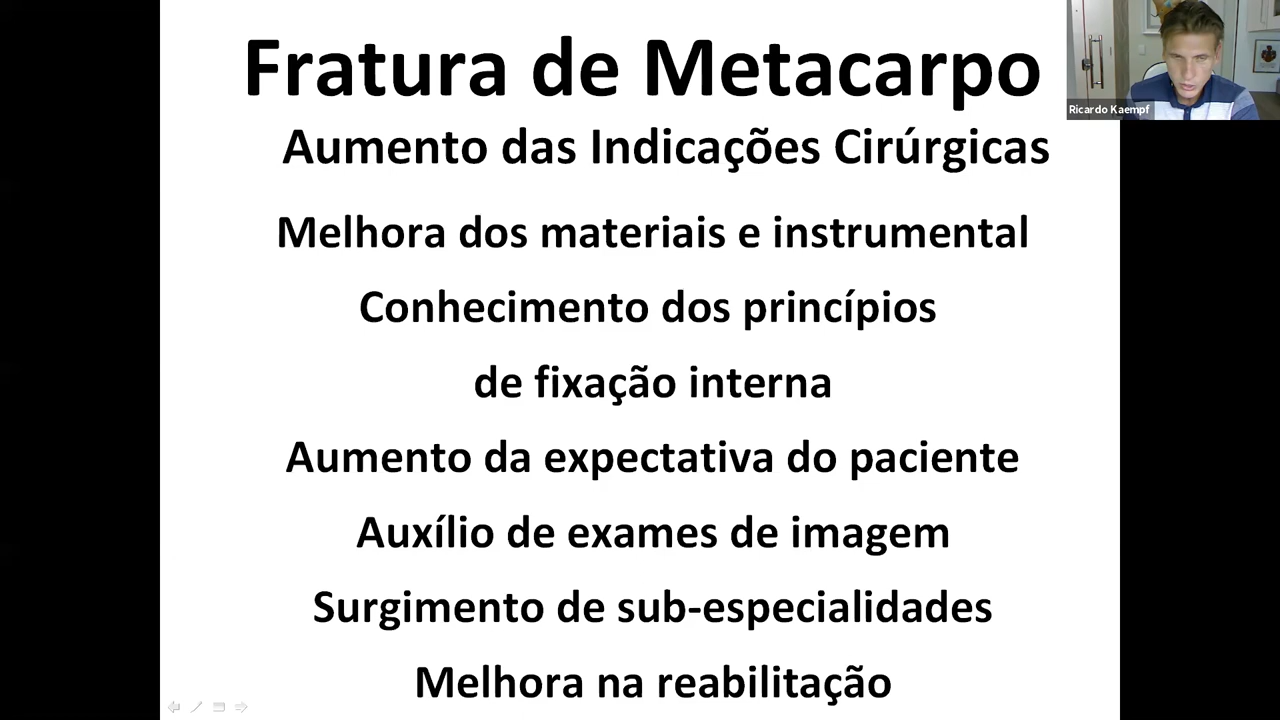 Fratura de Metacarpo
Ricardo Kaempf
Aumento das Indicações Cirúrgicas
Melhora dos materiais e instrumental
Conhecimento dos princípios
de fixação interna
Aumento da expectativa do paciente
Auxílio de exames de imagem
Surgimento de sub-especialidades
Melhora na reabilitação